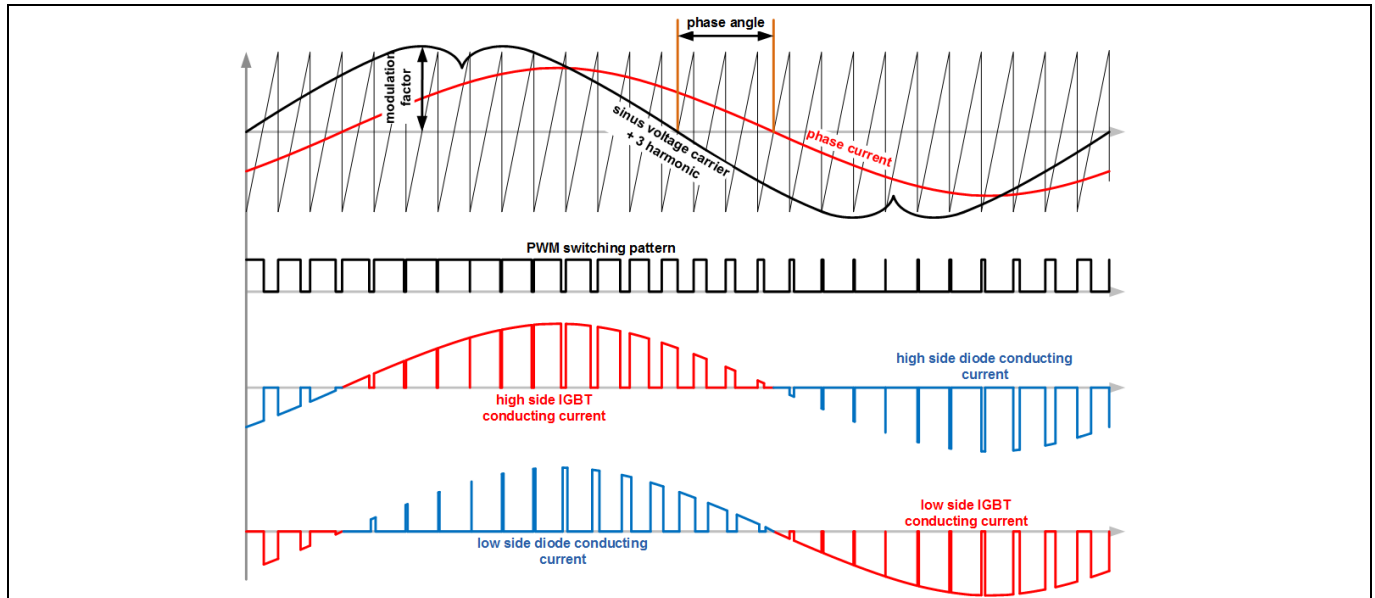 phase angle
modulation
factor
sinus voltage carrier
+ 3 harmonic
phase current
PWM switching pattern
high side diode conducting
current
high side IGBT
conducting current
low side IGBT
conducting current
low side diode conducting
current